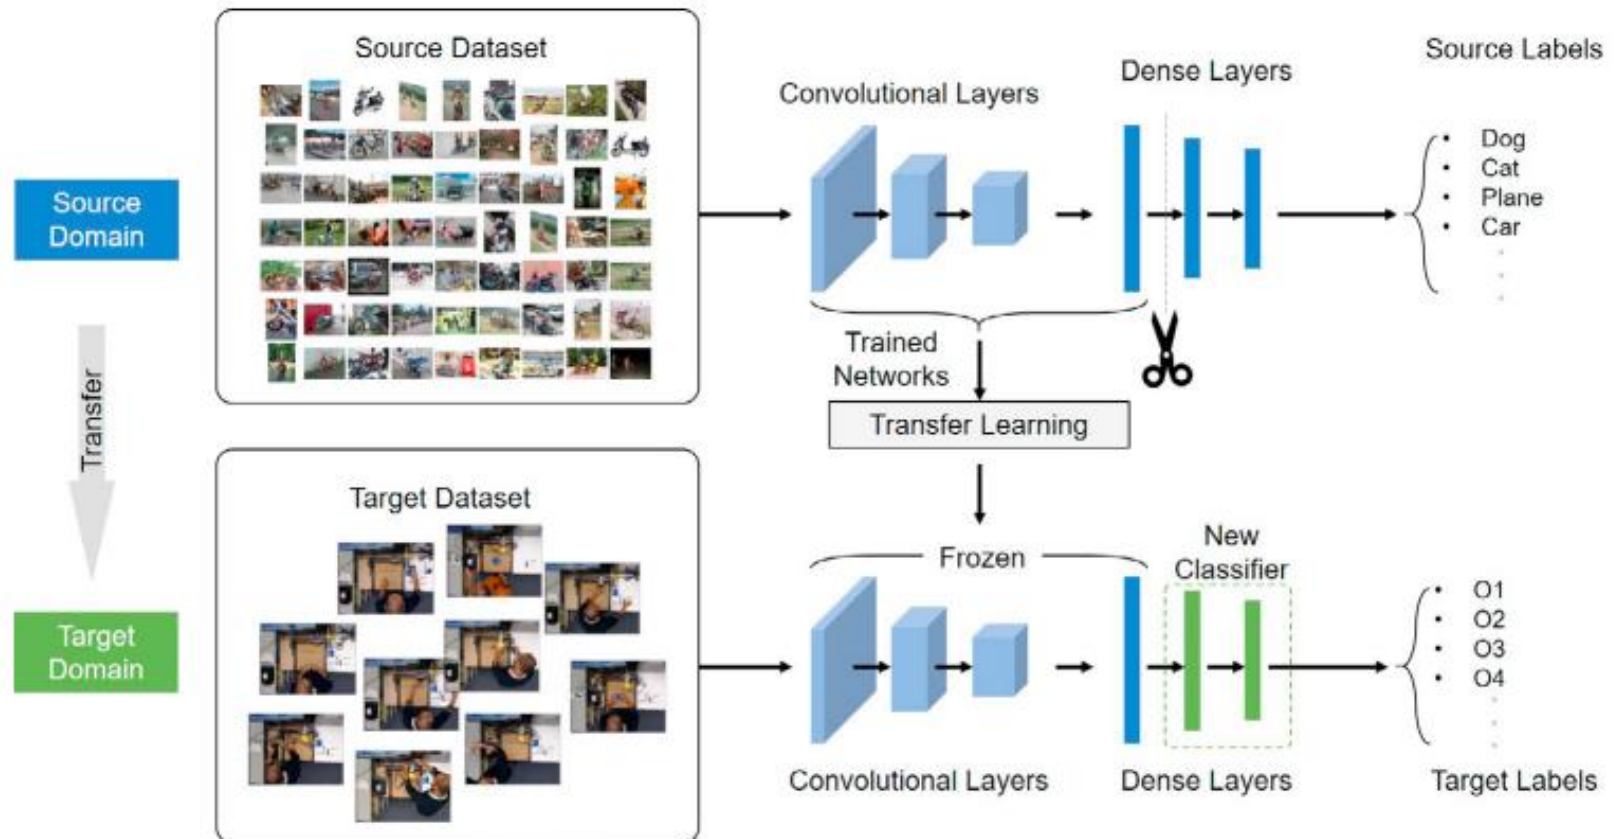 Source Dataset
Source Labels
Dense Layers
Convolutional Layers
• Dog
• Cat
• Plane
• Car
Source
Domain
Trained
Networks
Transfer Learning
Transfer
Target Dataset
Frozen
New
Classifier
• O1
• O2
• O3
• O4
Target
Domain
Convolutional Layers
Dense Layers
Target Labels